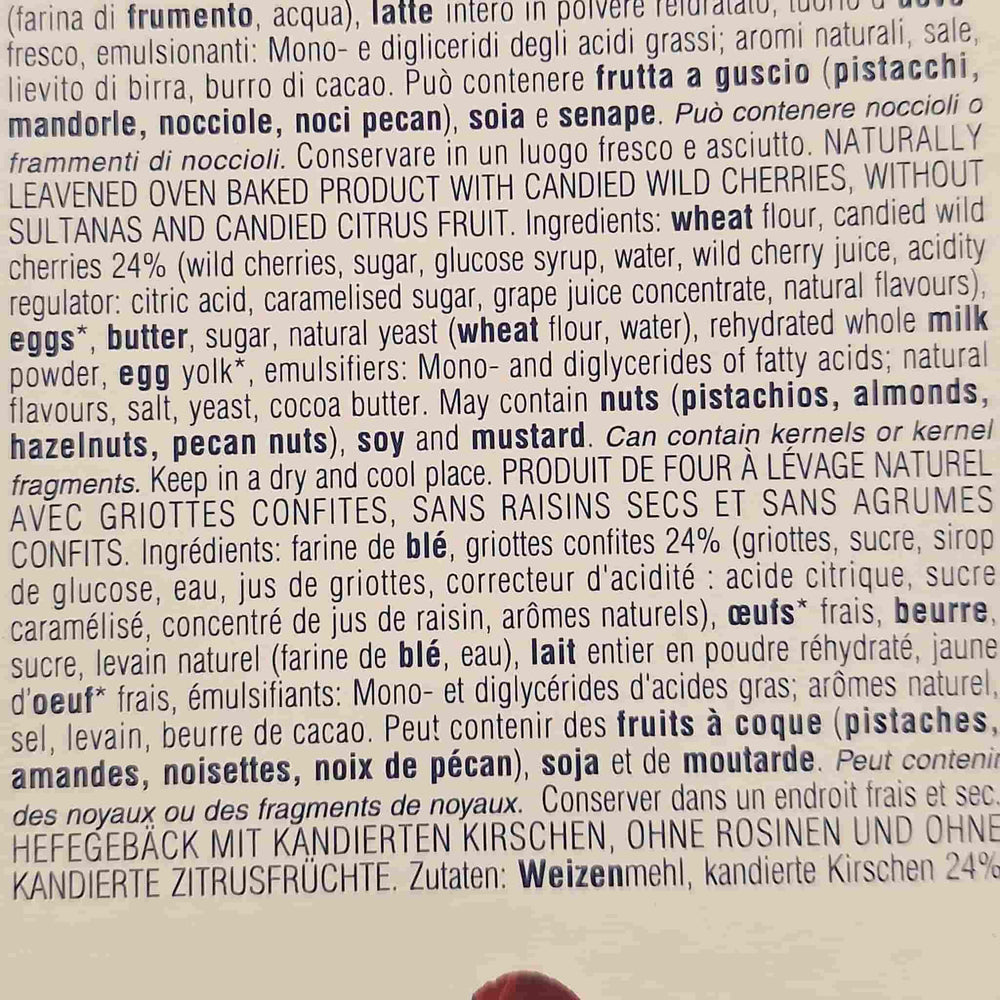 (farina di frumento, acqua), latte intero in polvere reidratato, tuorlo d'uovo
fresco, emulsionanti: Mono- e digliceridi degli acidi grassi; aromi naturali, sale,
lievito di birra, burro di cacao. Può contenere frutta a guscio (pistacchi,
mandorle, nocciole, noci pecan), soia e senape. Può contenere noccioli o
frammenti di noccioli. Conservare in un luogo fresco e asciutto. NATURALLY
LEAVENED OVEN BAKED PRODUCT WITH CANDIED WILD CHERRIES, WITHOUT
SULTANAS AND CANDIED CITRUS FRUIT. Ingredients: wheat flour, candied wild
cherries 24% (wild cherries, sugar, glucose syrup, water, wild cherry juice, acidity
regulator: citric acid, caramelised sugar, grape juice concentrate, natural flavours),
eggs*, butter, sugar, natural yeast (wheat flour, water), rehydrated whole milk
powder, egg yolk*, emulsifiers: Mono- and diglycerides of fatty acids; natural
flavours, salt, yeast, cocoa butter. May contain nuts (pistachios, almonds,
hazelnuts, pecan nuts), soy and mustard. Can contain kernels or kernel
fragments. Keep in a dry and cool place. PRODUIT DE FOUR À LÉVAGE NATUREL
AVEC GRIOTTES CONFITES, SANS RAISINS SECS ET SANS AGRUMES
CONFITS. Ingrédients: farine de blé, griottes confites 24% (griottes, sucre, sirop
de glucose, eau, jus de griottes, correcteur d'acidité : acide citrique, sucre
caramélisé, concentré de jus de raisin, arômes naturels), œufs* frais, beurre,
sucre, levain naturel (farine de blé, eau), lait entier en poudre réhydraté, jaune
d'oeuf* frais, émulsifiants: Mono- et diglycérides d'acides gras; arômes naturel,
sel, levain, beurre de cacao. Peut contenir des fruits à coque (pistaches,
amandes, noisettes, noix de pécan), soja et de moutarde. Peut contenir
des noyaux ou des fragments de noyaux. Conserver dans un endroit frais et sec.
HEFEGEBÄCK MIT KANDIERTEN KIRSCHEN, OHNE ROSINEN UND OHNE
KANDIERTE ZITRUSFRÜCHTE. Zutaten: Weizenmehl, kandierte Kirschen 24%